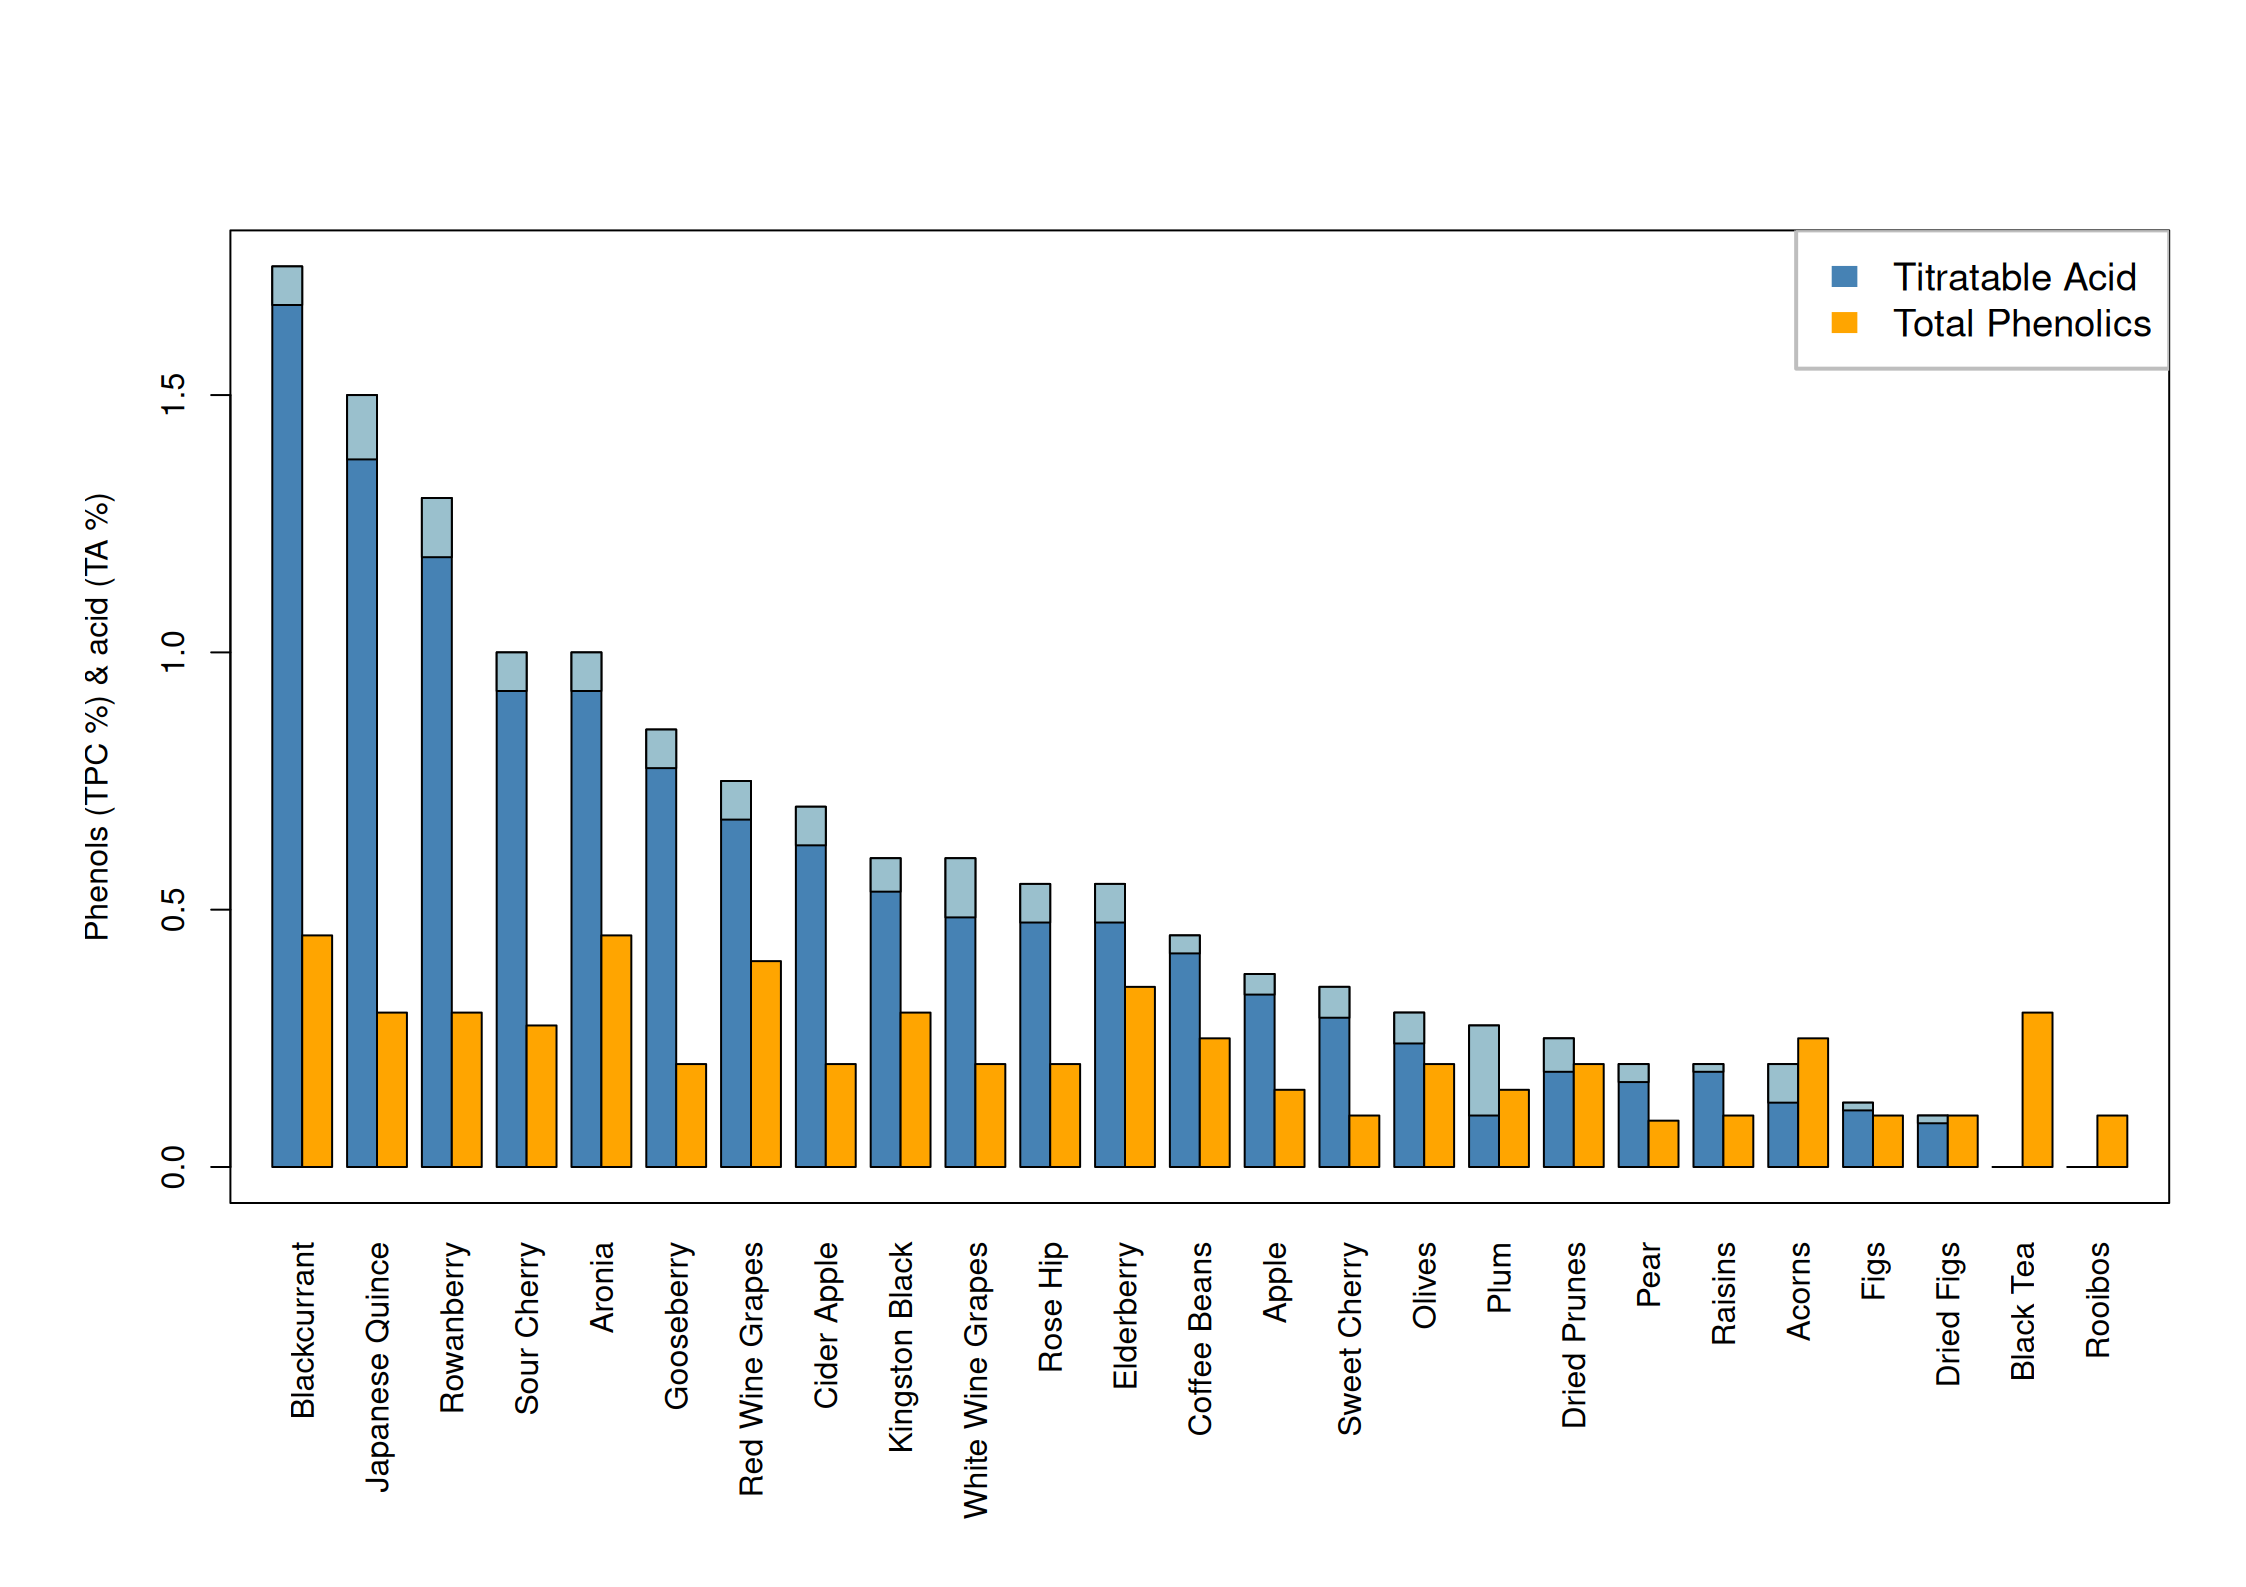 Titratable Acid
Total Phenolics
Phenols (TPC %) & acid (TA %)
1.5
1.0
0.5
0.0
Blackcurrant
Japanese Quince
Rowanberry
Sour Cherry
Aronia
Gooseberry
Red Wine Grapes
Cider Apple
Kingston Black
White Wine Grapes
Rose Hip
Elderberry
Coffee Beans
Apple
Sweet Cherry
Olives
Plum
Dried Prunes
Pear
Raisins
Acorns
Figs
Dried Figs
Black Tea
Rooibos